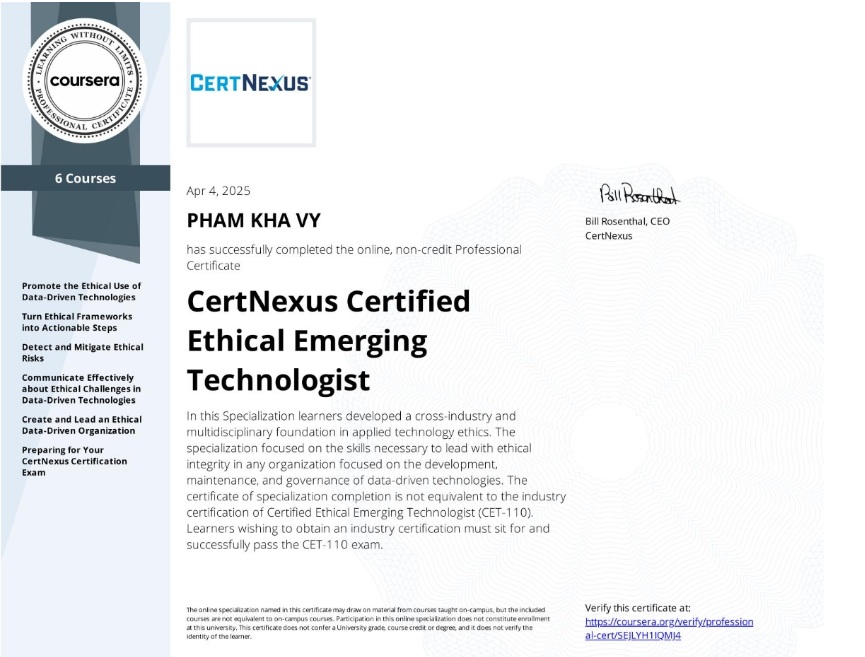 LEARNING WITHOUT LIMITS
coursera
PROFESSIONAL CERTIFICATE
6 Courses
Promote the Ethical Use of
Data-Driven Technologies
Turn Ethical Frameworks
into Actionable Steps
Detect and Mitigate Ethical
Risks
Communicate Effectively
about Ethical Challenges in
Data-Driven Technologies
Create and Lead an Ethical
Data-Driven Organization
Preparing for Your
CertNexus Certification
Exam
CERTNEXUS
Apr 4, 2025
PHAM KHA VY
has successfully completed the online, non-credit Professional
Certificate
CertNexus Certified
Ethical Emerging
Technologist
In this Specialization learners developed a cross-industry and
multidisciplinary foundation in applied technology ethics. The
specialization focused on the skills necessary to lead with ethical
integrity in any organization focused on the development,
maintenance, and governance of data-driven technologies. The
certificate of specialization completion is not equivalent to the industry
certification of Certified Ethical Emerging Technologist (CET-110).
Learners wishing to obtain an industry certification must sit for and
successfully pass the CET-110 exam.
Bill Rosenthal
Bill Rosenthal, CEO
CertNexus
The online specialization named in this certificate may draw on material from courses taught on-campus, but the included
courses are not equivalent to on-campus courses. Participation in this online specialization does not constitute enrollment
at this university. This certificate does not confer a University grade, course credit or degree, and it does not verify the
identity of the learner.
Verify this certificate at:
https://coursera.org/verify/profession
al-cert/SEJLYH1IQMJ4